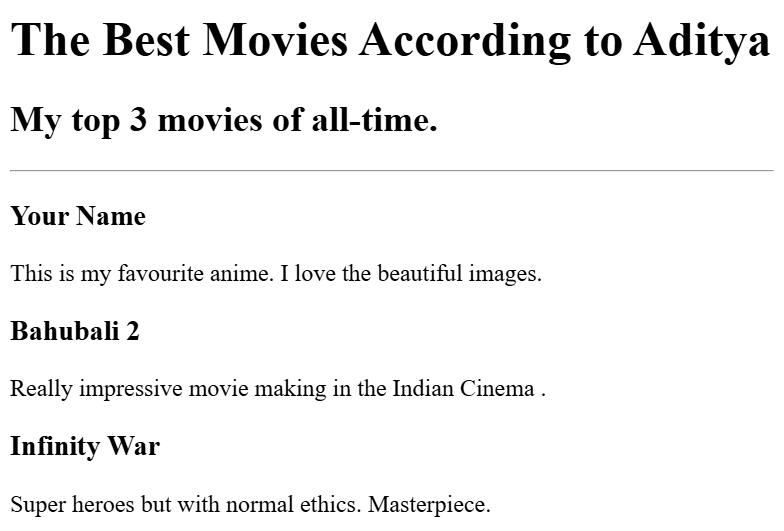 The Best Movies According to Aditya
My top 3 movies of all-time.
Your Name
This is my favourite anime. I love the beautiful images.
Bahubali 2
Really impressive movie making in the Indian Cinema .
Infinity War
Super heroes but with normal ethics. Masterpiece.